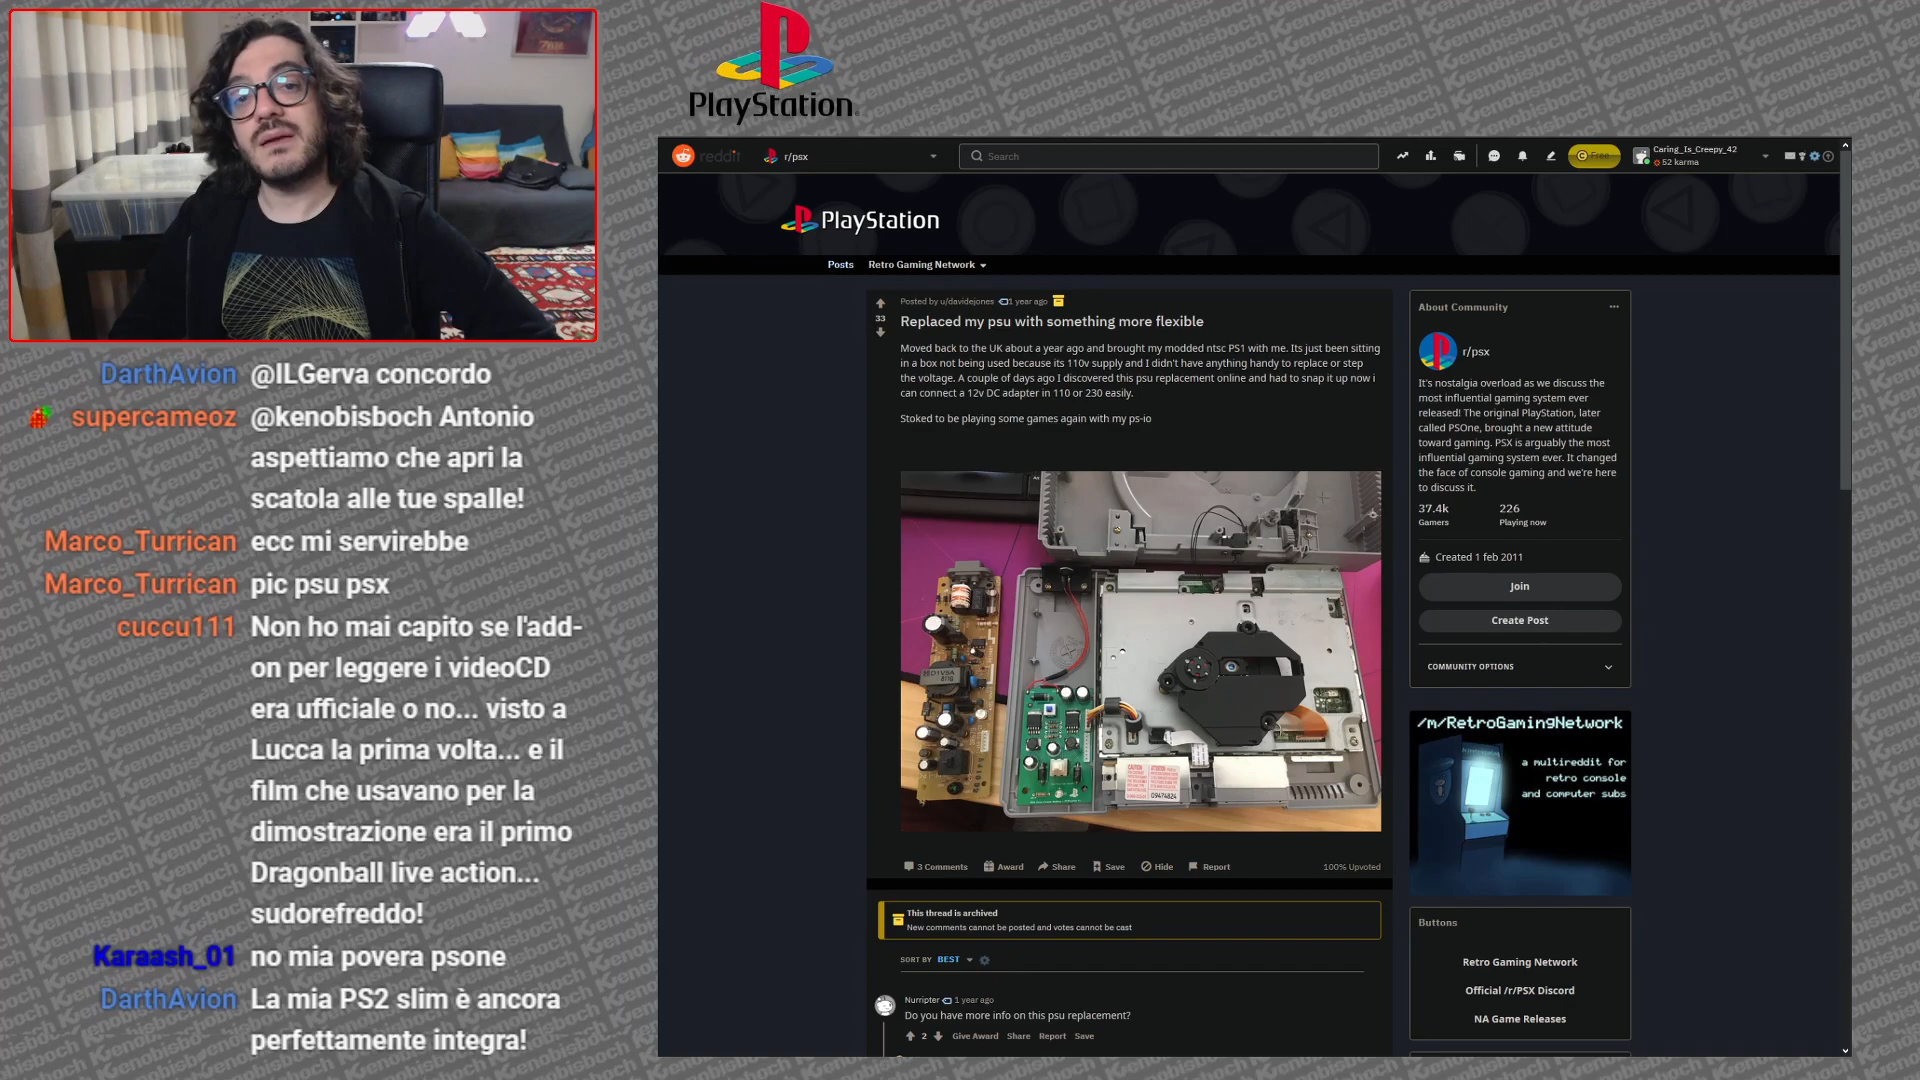 DarthAvion @ILGerva concordo
supercameoz @kenobisboch Antonio
aspettiamo che apri la
scatola alle tue spalle!
Marco_Turrican ecc mi servirebbe
Marco_Turrican pic psu psx
cuccu111 Non ho mai capito se l'add-
on per leggere i videoCD
era ufficiale o no... visto a
Lucca la prima volta... e il
film che usavano per la
dimostrazione era il primo
Dragonball live action...
sudorefreddo!
Karaash_01 no mia povera psone
DarthAvion La mia PS2 slim è ancora
perfettamente integra!
PlayStation
reddit
r/psx
Search
Free
Caring_Is_Creepy_42
52 karma
PlayStation
Posts
Retro Gaming Network
33
Posted by u/davidejones 1 year ago
Replaced my psu with something more flexible
Moved back to the UK about a year ago and brought my modded ntsc PS1 with me. Its just been sitting
in a box not being used because its 110v supply and I didn't have anything handy to replace or step
the voltage. A couple of days ago I discovered this psu replacement online and had to snap it up now i
can connect a 12v DC adapter in 110 or 230 easily.
Stoked to be playing some games again with my ps-io
09474824
3 Comments
Award
Share
Save
Hide
Report
100% Upvoted
This thread is archived
New comments cannot be posted and votes cannot be cast
SORT BY BEST
Nurripter 1 year ago
Do you have more info on this psu replacement?
2
Give Award
Share
Report
Save
About Community
r/psx
It's nostalgia overload as we discuss the
most influential gaming system ever
released! The original PlayStation, later
called PSOne, brought a new attitude
toward gaming. PSX is arguably the most
influential gaming system ever. It changed
the face of console gaming and we're here
to discuss it.
37.4k
226
Gamers
Playing now
Created 1 feb 2011
Join
Create Post
COMMUNITY OPTIONS
/m/RetroGamingNetwork
a multireddit for
retro console
and computer subs
Buttons
Retro Gaming Network
Official /r/PSX Discord
NA Game Releases